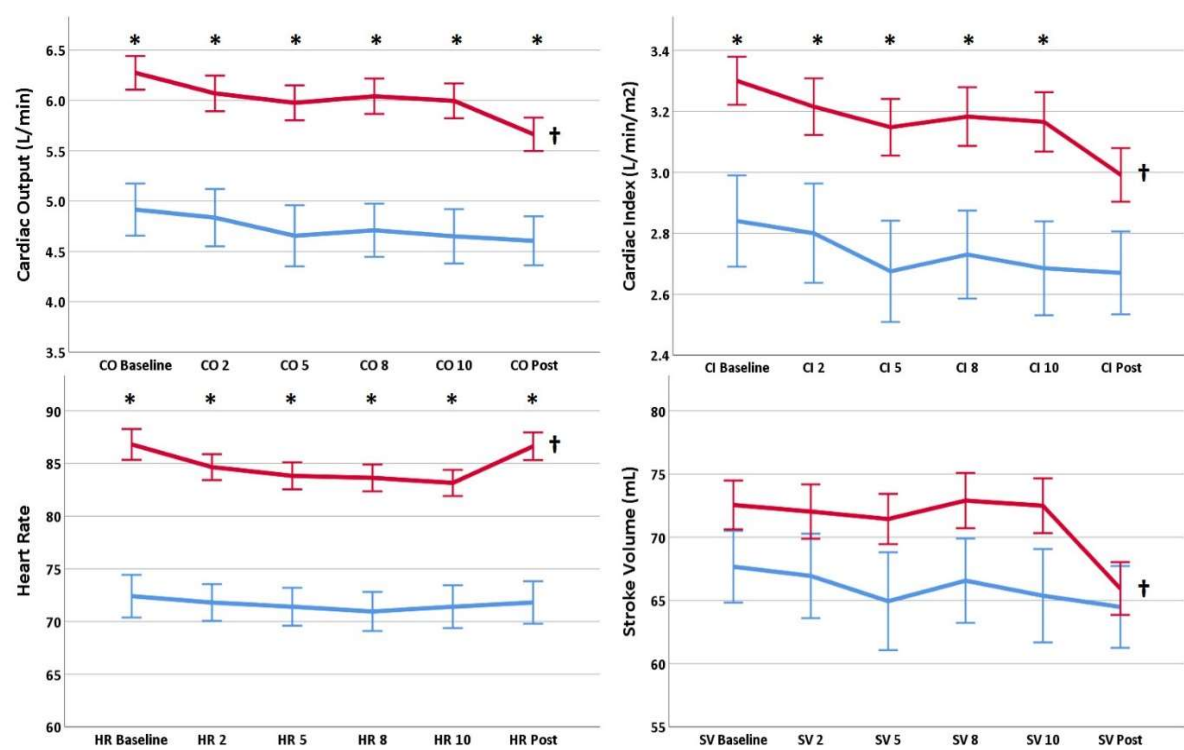 * * * * * *
Cardiac Output (L/min)
6.5
6.0
5.5
5.0
4.5
4.0
3.5
†
CO Baseline CO 2 CO 5 CO 8 CO 10 CO Post
* * * * *
Cardiac Index (L/min/m2)
3.4
3.2
3.0
2.8
2.6
2.4
†
CI Baseline CI 2 CI 5 CI 8 CI 10 CI Post
* * * * * *
Heart Rate
90
85
80
75
70
65
60
†
HR Baseline HR 2 HR 5 HR 8 HR 10 HR Post
Stroke Volume (mL)
80
75
70
65
60
55
†
SV Baseline SV 2 SV 5 SV 8 SV 10 SV Post